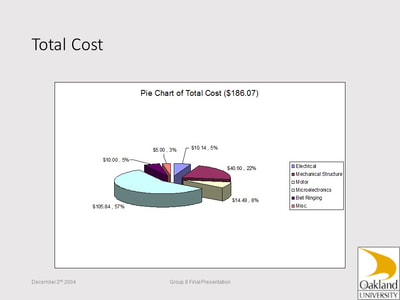 Total Cost
Pie Chart of Total Cost ($186.07)
$5.00 , 3%
$10.14 , 5%
$10.00 , 5%
$40.60 , 22%
$14.49 , 8%
$105.84 , 57%
Electrical
Mechanical Structure
Motor
Microelectronics
Bell Ringing
Misc.
December 2nd 2004
Group 8 Final Presentation
Oakland
UNIVERSITY